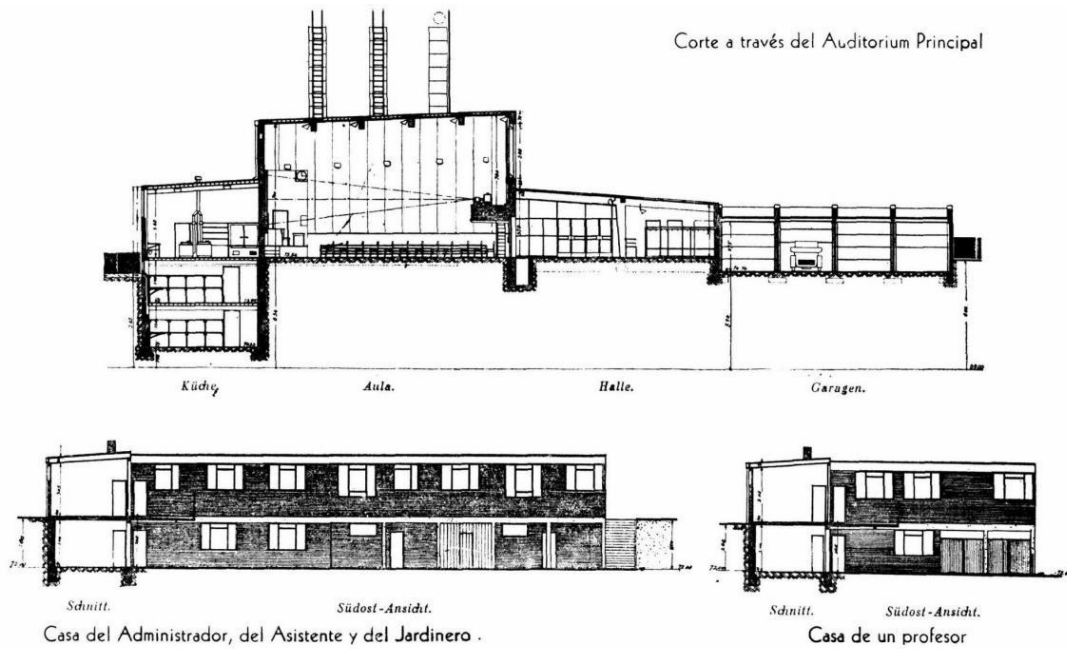 Corte a través del Auditorium Principal
Küche
Aula.
Halle.
Garagen.
Schnitt.
Südost-Ansicht.
Schnitt.
Südost-Ansicht.
Casa del Administrador, del Asistente y del Jardinero.
Casa de un profesor